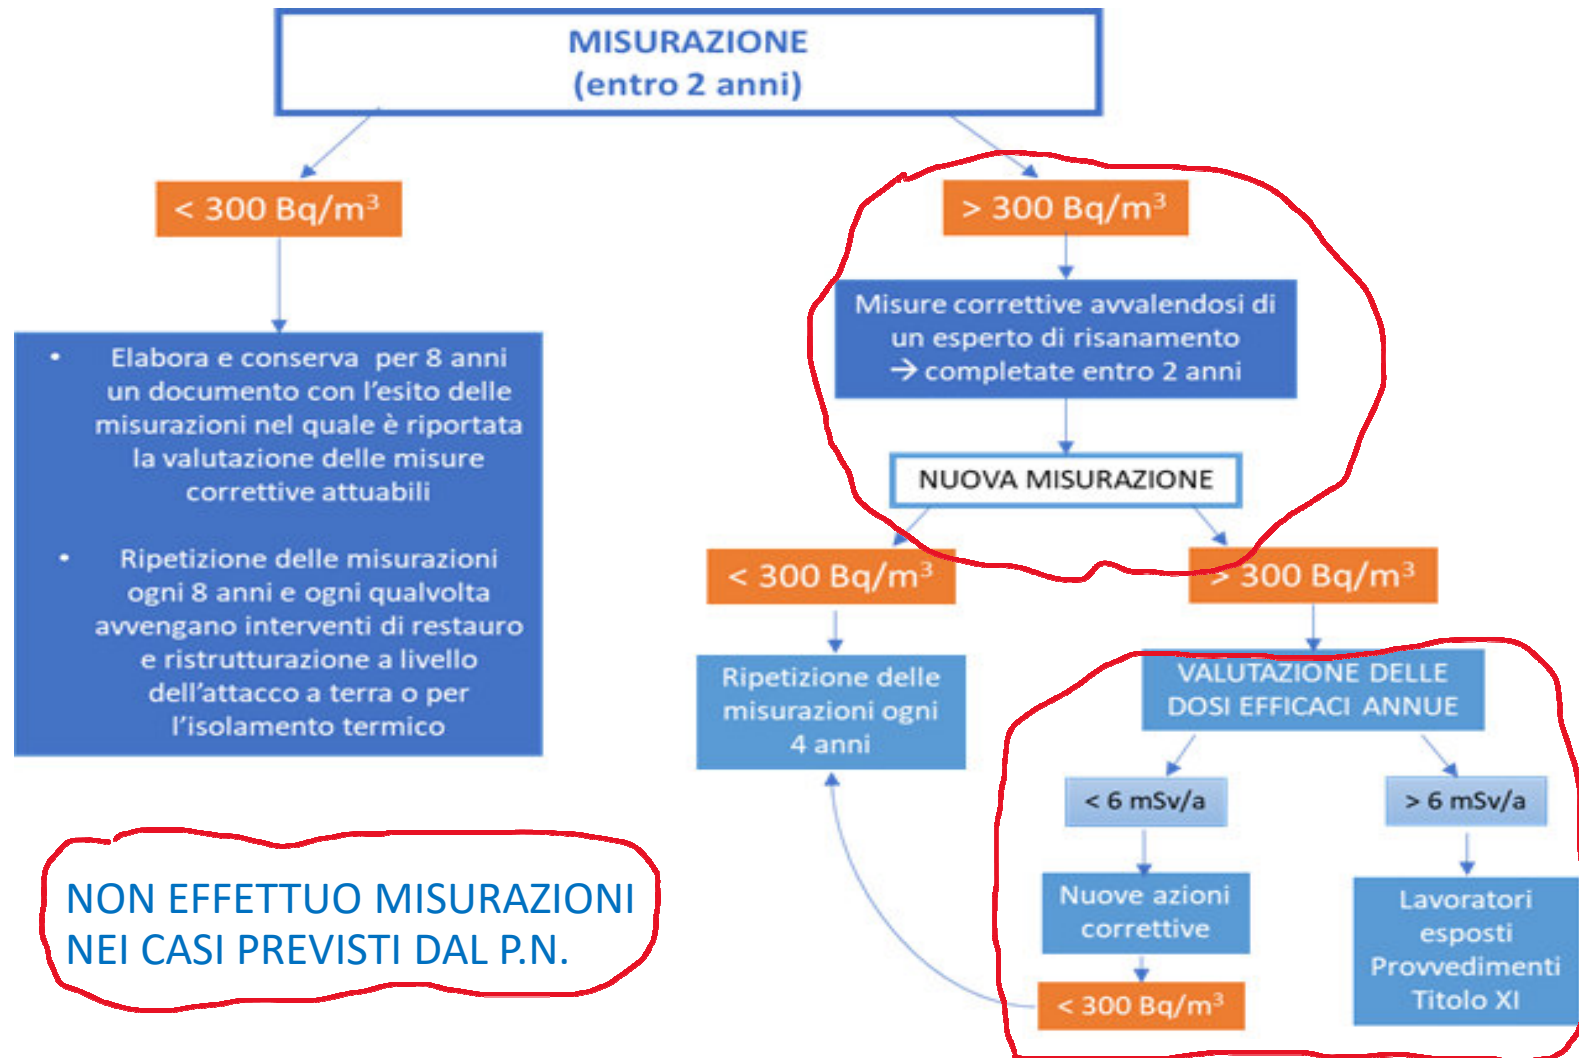 MISURAZIONE
(entro 2 anni)
< 300 Bq/m³
> 300 Bq/m³
• Elabora e conserva per 8 anni
un documento con l'esito delle
misurazioni nel quale è riportata
la valutazione delle misure
correttive attuabili
• Ripetizione delle misurazioni
ogni 8 anni e ogni qualvolta
avvengano interventi di restauro
e ristrutturazione a livello
dell'attacco a terra o per
l'isolamento termico
Misure correttive avvalendosi di
un esperto di risanamento
→ completate entro 2 anni
NUOVA MISURAZIONE
< 300 Bq/m³
> 300 Bq/m³
Ripetizione delle
misurazioni ogni
4 anni
VALUTAZIONE DELLE
DOSI EFFICACI ANNUE
< 6 mSv/a
> 6 mSv/a
Nuove azioni
correttive
< 300 Bq/m³
Lavoratori
esposti
Provvedimenti
Titolo XI
NON EFFETTUO MISURAZIONI
NEI CASI PREVISTI DAL P.N.